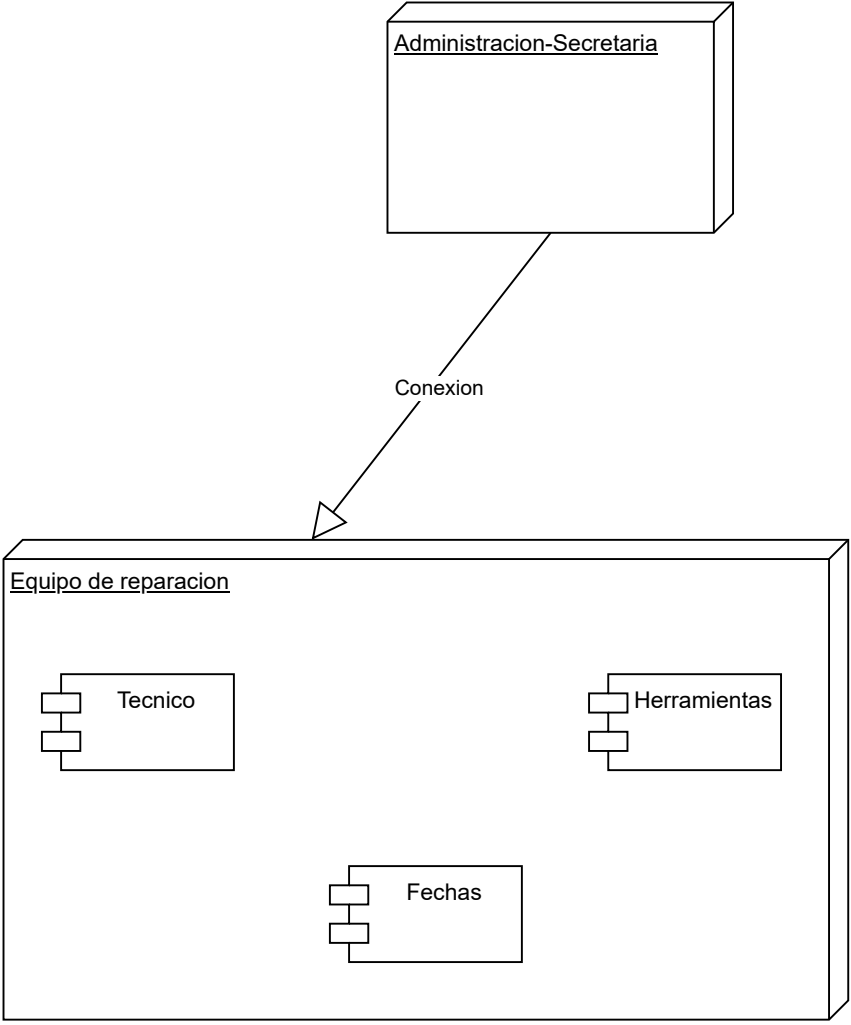 Administracion-Secretaria
Conexion
Equipo de reparacion
Tecnico
Herramientas
Fechas